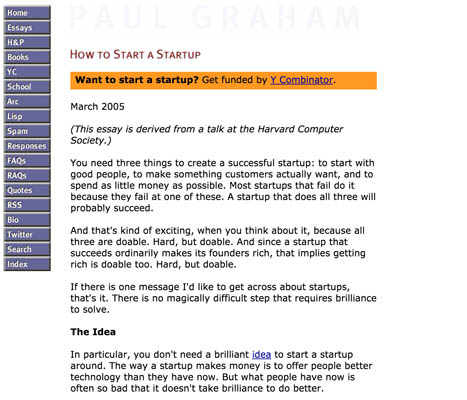 PAUL GRAHAM
Home
Essays
H&P
Books
YC
School
Arc
Lisp
Spam
Responses
FAQs
RAQs
Quotes
RSS
Bio
Twitter
Search
Index
How to Start a Startup
Want to start a startup? Get funded by Y Combinator.
March 2005
(This essay is derived from a talk at the Harvard Computer
Society.)
You need three things to create a successful startup: to start with
good people, to make something customers actually want, and to
spend as little money as possible. Most startups that fail do it
because they fail at one of these. A startup that does all three will
probably succeed.
And that's kind of exciting, when you think about it, because all
three are doable. Hard, but doable. And since a startup that
succeeds ordinarily makes its founders rich, that implies getting
rich is doable too. Hard, but doable.
If there is one message I'd like to get across about startups,
that's it. There is no magically difficult step that requires brilliance
to solve.
The Idea
In particular, you don't need a brilliant idea to start a startup
around. The way a startup makes money is to offer people better
technology than they have now. But what people have now is
often so bad that it doesn't take brilliance to do better.